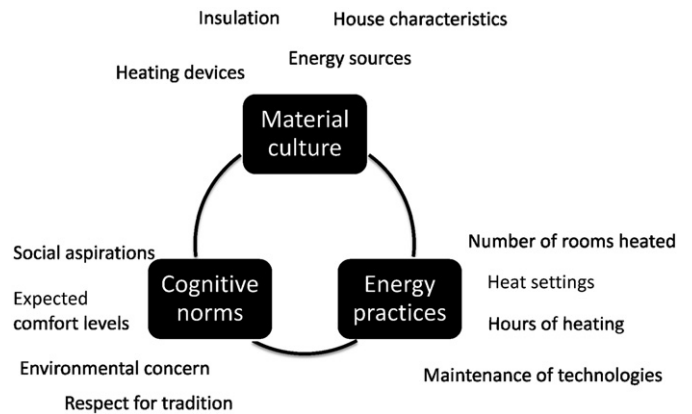 Insulation
House characteristics
Energy sources
Heating devices
Material
culture
Social aspirations
Expected
comfort levels
Environmental concern
Respect for tradition
Cognitive
norms
Energy
practices
Number of rooms heated
Heat settings
Hours of heating
Maintenance of technologies